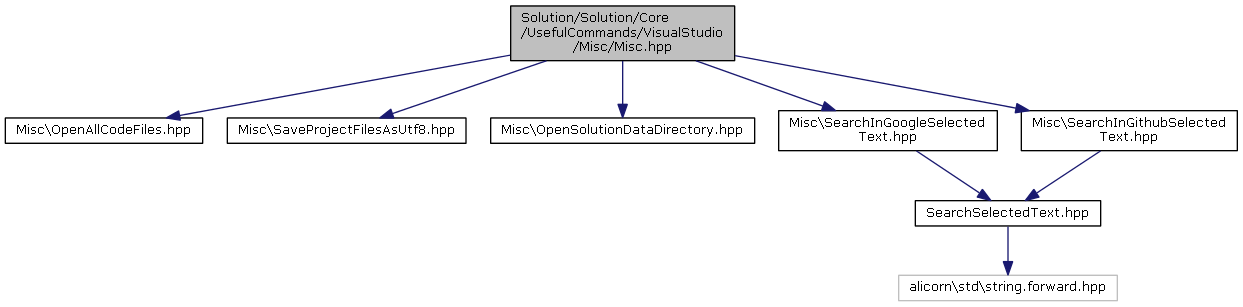 Solution/Solution/Core
/UsefulCommands/VisualStudio
/Misc/Misc.hpp
Misc\OpenAllCodeFiles.hpp
Misc\SaveProjectFilesAsUtf8.hpp
Misc\OpenSolutionDataDirectory.hpp
Misc\SearchInGoogleSelected
Text.hpp
Misc\SearchInGithubSelected
Text.hpp
SearchSelectedText.hpp
alicorn\std\string.forward.hpp